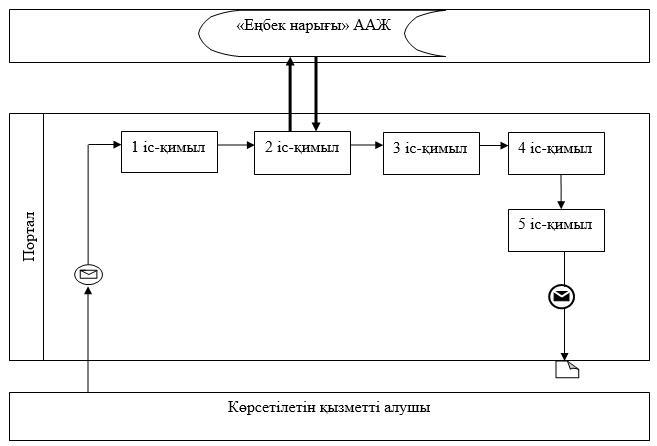 «Еңбек нарығы» ААЖ
1 іс-қимыл
2 іс-қимыл
3 іс-қимыл
4 іс-қимыл
5 іс-қимыл
Портал
Көрсетілетін қызметті алушы